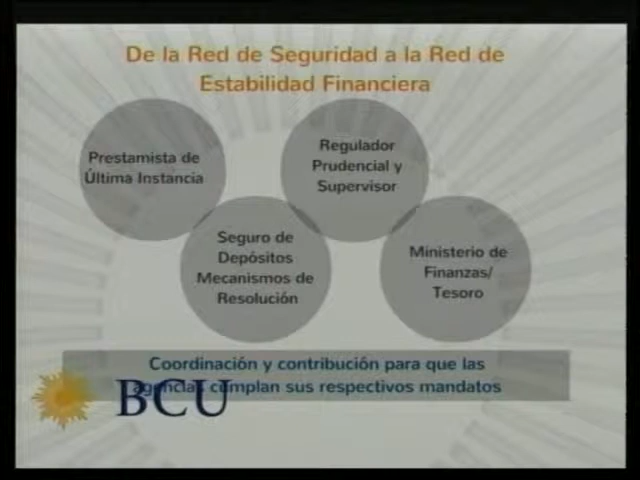 De la Red de Seguridad a la Red de
Estabilidad Financiera
Prestamista de
Última Instancia
Regulador
Prudencial y
Supervisor
Seguro de
Depósitos
Mecanismos de
Resolución
Ministerio de
Finanzas/
Tesoro
Coordinación y contribución para que las
agencias cumplan sus respectivos mandatos
BCU